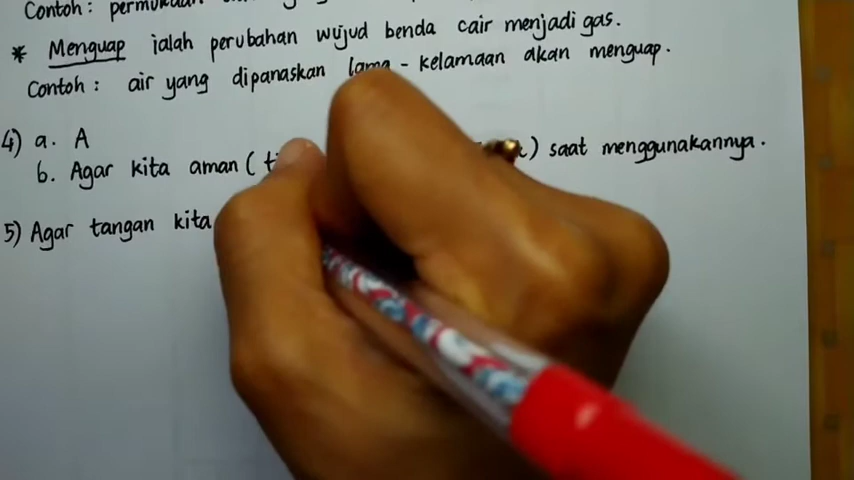 Contoh : permukaan
* Menguap ialah perubahan wujud benda cair menjadi gas.
Contoh : air yang dipanaskan lama - kelamaan akan menguap.
4) a. A
b. Agar kita aman ( ) saat menggunakannya.
5) Agar tangan kita